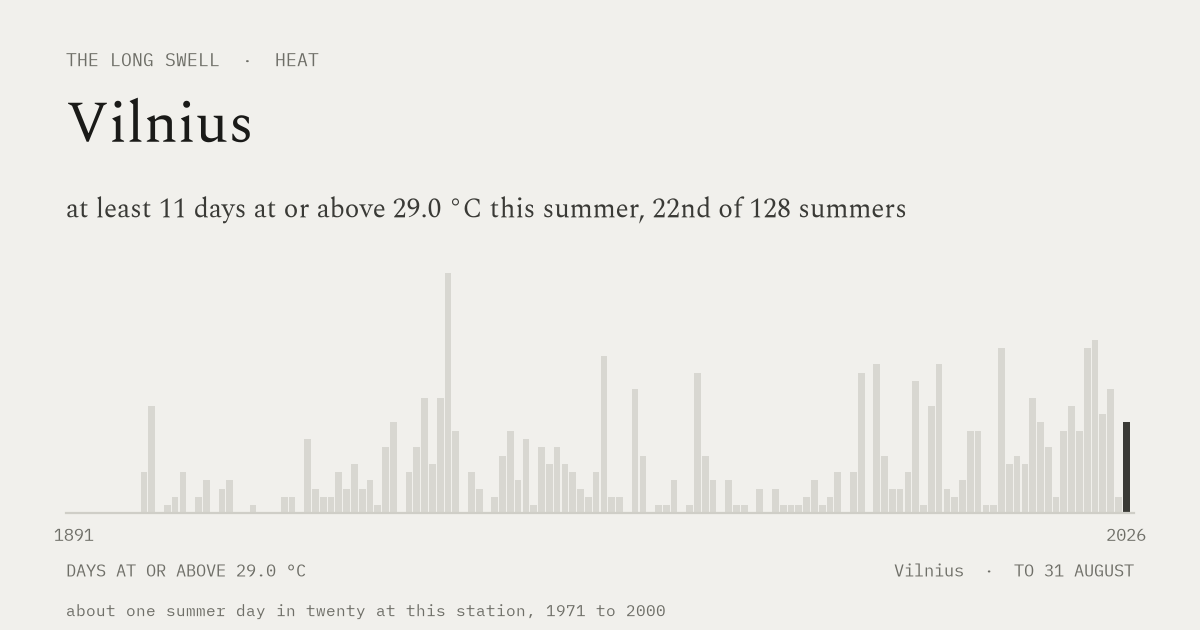 THE LONG SWELL · HEAT
Vilnius
at least 11 days at or above 29.0 °C this summer, 22nd of 128 summers
1891
2026
DAYS AT OR ABOVE 29.0 °C
Vilnius · TO 31 AUGUST
about one summer day in twenty at this station, 1971 to 2000